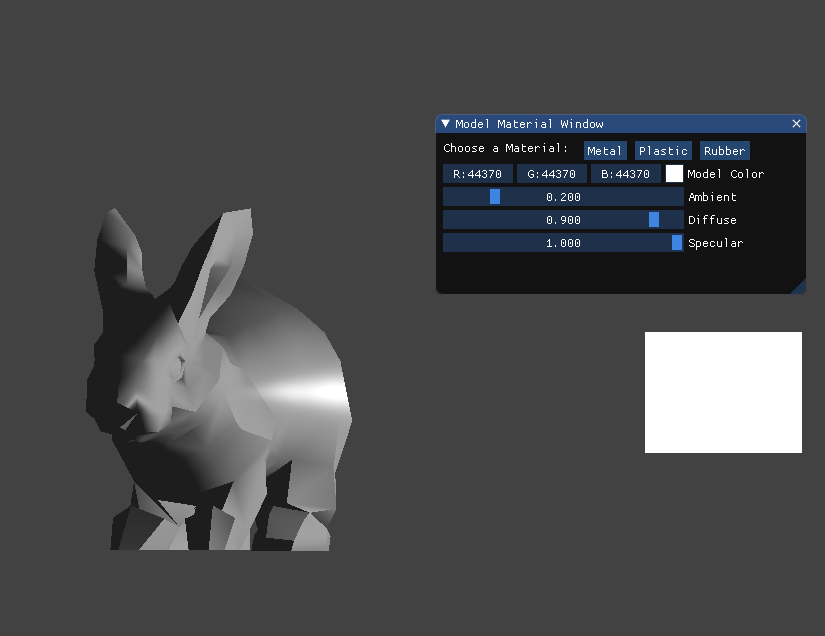 Model Material Window
Choose a Material: Metal Plastic Rubber
R:44370 G:44370 B:44370 Model Color
0.200 Ambient
0.900 Diffuse
1.000 Specular